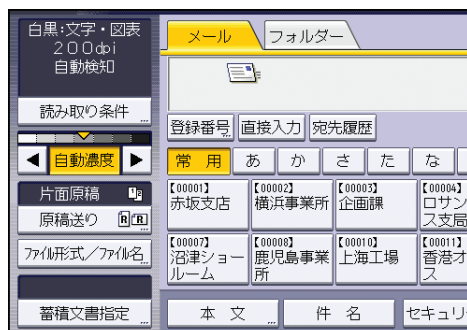 白黒:文字・図表
200dpi
自動検知
読み取り条件
自動濃度
片面原稿
原稿送り
ファイル形式/ファイル名
蓄積文書指定
メール
フォルダー
登録番号
直接入力
宛先履歴
常用
あ
か
さ
た
な
【00001】
赤坂支店
【00002】
横浜事業所
【00003】
企画課
【00004】
ロサン
ス支局
【00007】
沼津ショー
ルーム
【00008】
鹿児島事業
所
【00010】
上海工場
【00011】
香港オ
ス
本文
件名
セキュリ